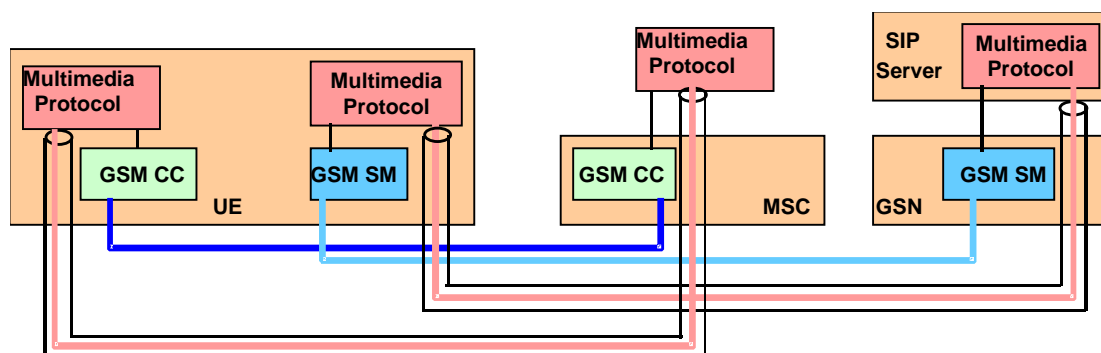 Multimedia
Protocol
Multimedia
Protocol
GSM CC
GSM SM
UE
Multimedia
Protocol
GSM CC
MSC
SIP
Server
Multimedia
Protocol
GSM SM
GSN